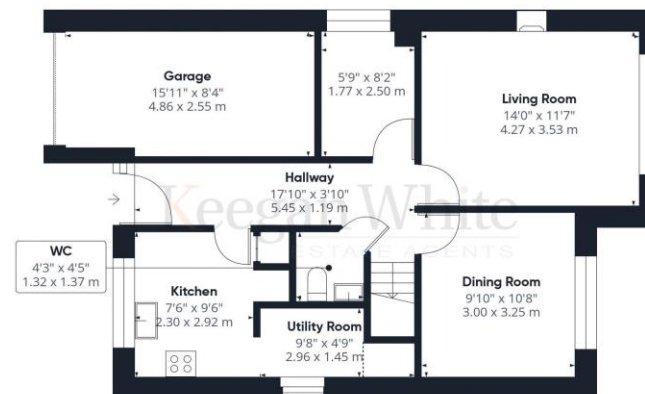 Garage
15'11" x 8'4"
4.86 x 2.55 m
5'9" x 8'2"
1.77 x 2.50 m
Living Room
14'0" x 11'7"
4.27 x 3.53 m
Hallway
17'10" x 3'10"
5.45 x 1.19 m
Keegan White
ESTATE AGENTS
WC
4'3" x 4'5"
1.32 x 1.37 m
Kitchen
7'6" x 9'6"
2.30 x 2.92 m
Utility Room
9'8" x 4'9"
2.96 x 1.45 m
Dining Room
9'10" x 10'8"
3.00 x 3.25 m